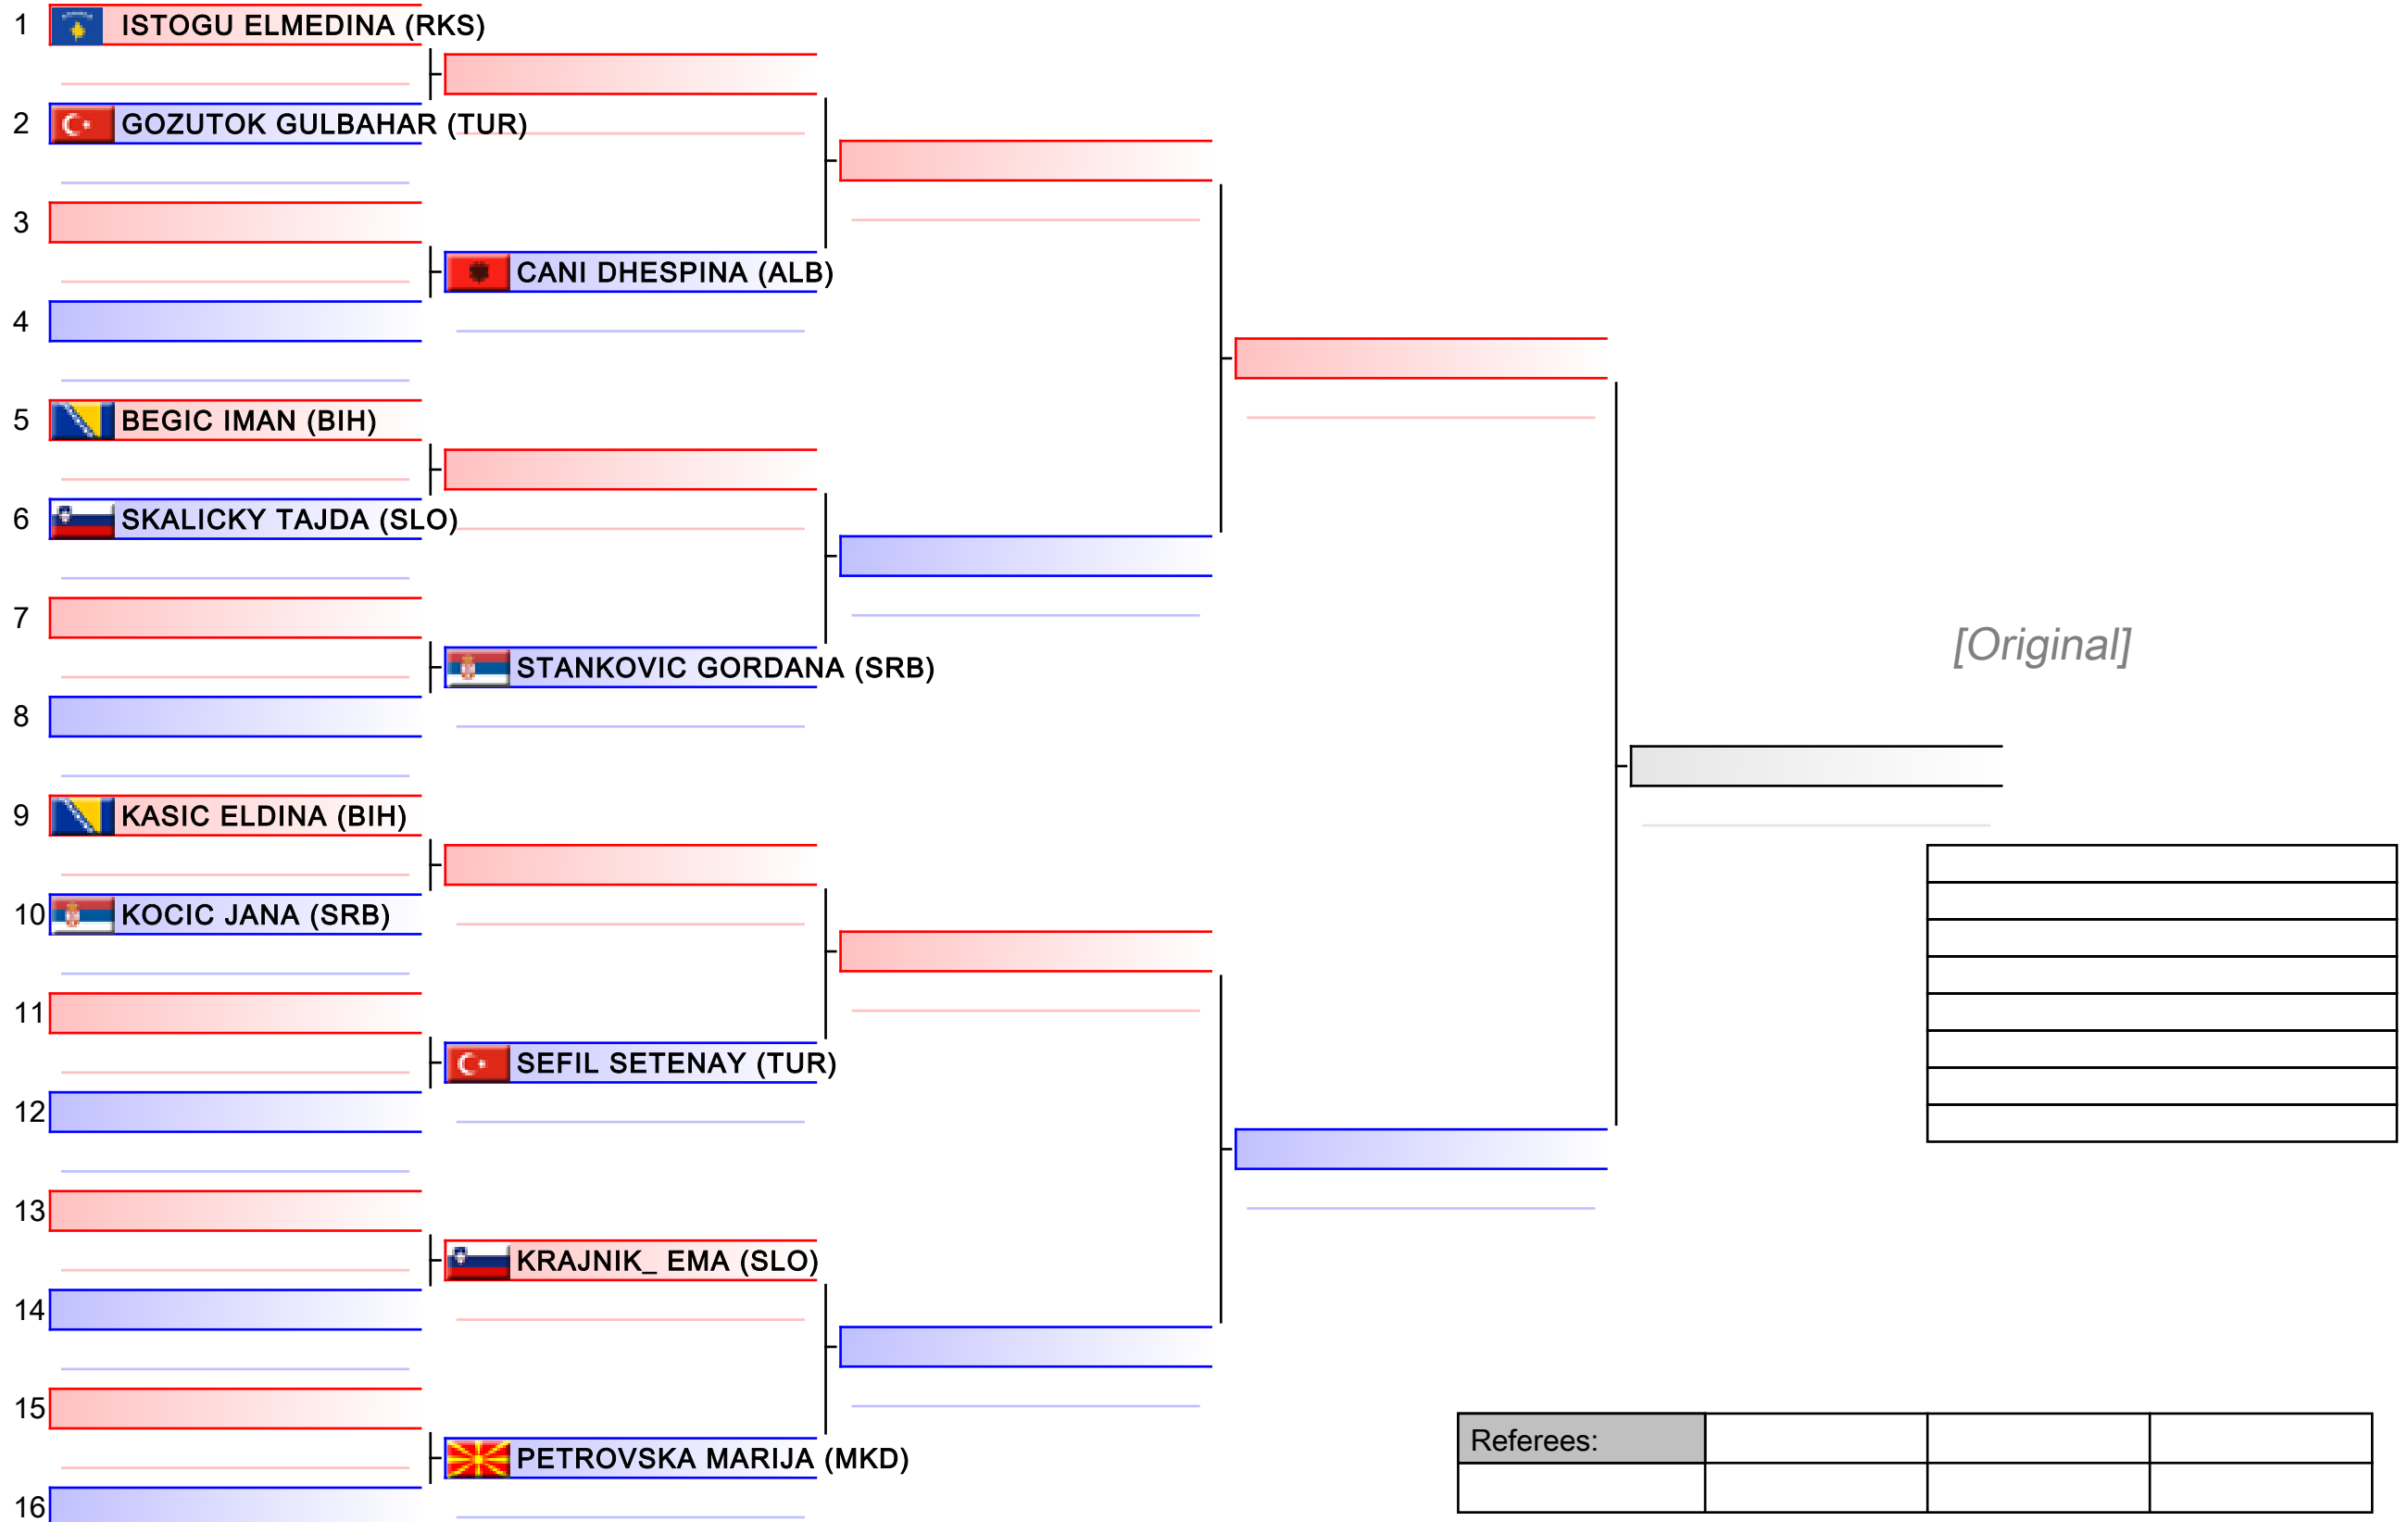 1 ISTOGU ELMEDINA (RKS)
2 GOZUTOK GULBAHAR (TUR)
3
CANI DHESPINA (ALB)
4
5 BEGIC IMAN (BIH)
6 SKALICKY TAJDA (SLO)
7
[Original]
STANKOVIC GORDANA (SRB)
8
9 KASIC ELDINA (BIH)
10 KOCIC JANA (SRB)
11
SEFIL SETENAY (TUR)
12
13
KRAJNIK_ EMA (SLO)
14
15
Referees:
PETROVSKA MARIJA (MKD)
16